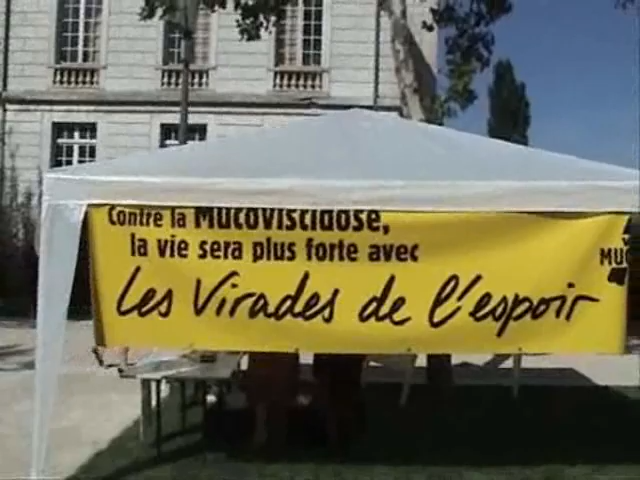 Contre la Mucoviscidose,
la vie sera plus forte avec
Les Virades de l'espoir